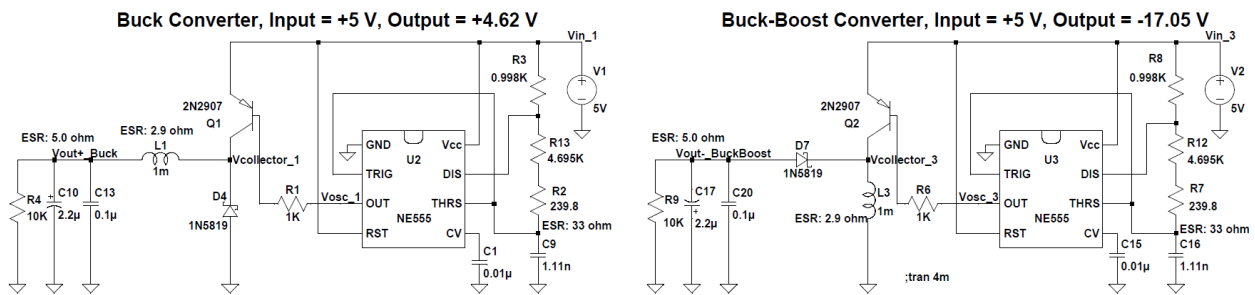 Buck Converter, Input = +5 V, Output = +4.62 V
Vin_1
R3
0.998K
V1
5V
2N2907
Q1
ESR: 5.0 ohm
ESR: 2.9 ohm
L1
1m
Vout+_Buck
Vcollector_1
GND
Vcc
U2
TRIG
DIS
OUT
THRS
NE555
RST
CV
R13
4.695K
R2
239.8
R4
10K
C10
2.2µ
C13
0.1µ
D4
1N5819
R1
1K
Vosc_1
ESR: 33 ohm
C1
0.01µ
C9
1.11n
Buck-Boost Converter, Input = +5 V, Output = -17.05 V
Vin_3
R8
0.998K
V2
5V
2N2907
Q2
ESR: 5.0 ohm
Vout-_BuckBoost
D7
1N5819
Vcollector_3
GND
Vcc
U3
TRIG
DIS
OUT
THRS
NE555
RST
CV
R12
4.695K
R7
239.8
R9
10K
C17
2.2µ
C20
0.1µ
L3
1m
ESR: 2.9 ohm
R6
1K
Vosc_3
ESR: 33 ohm
C15
0.01µ
C16
1.11n
;tran 4m